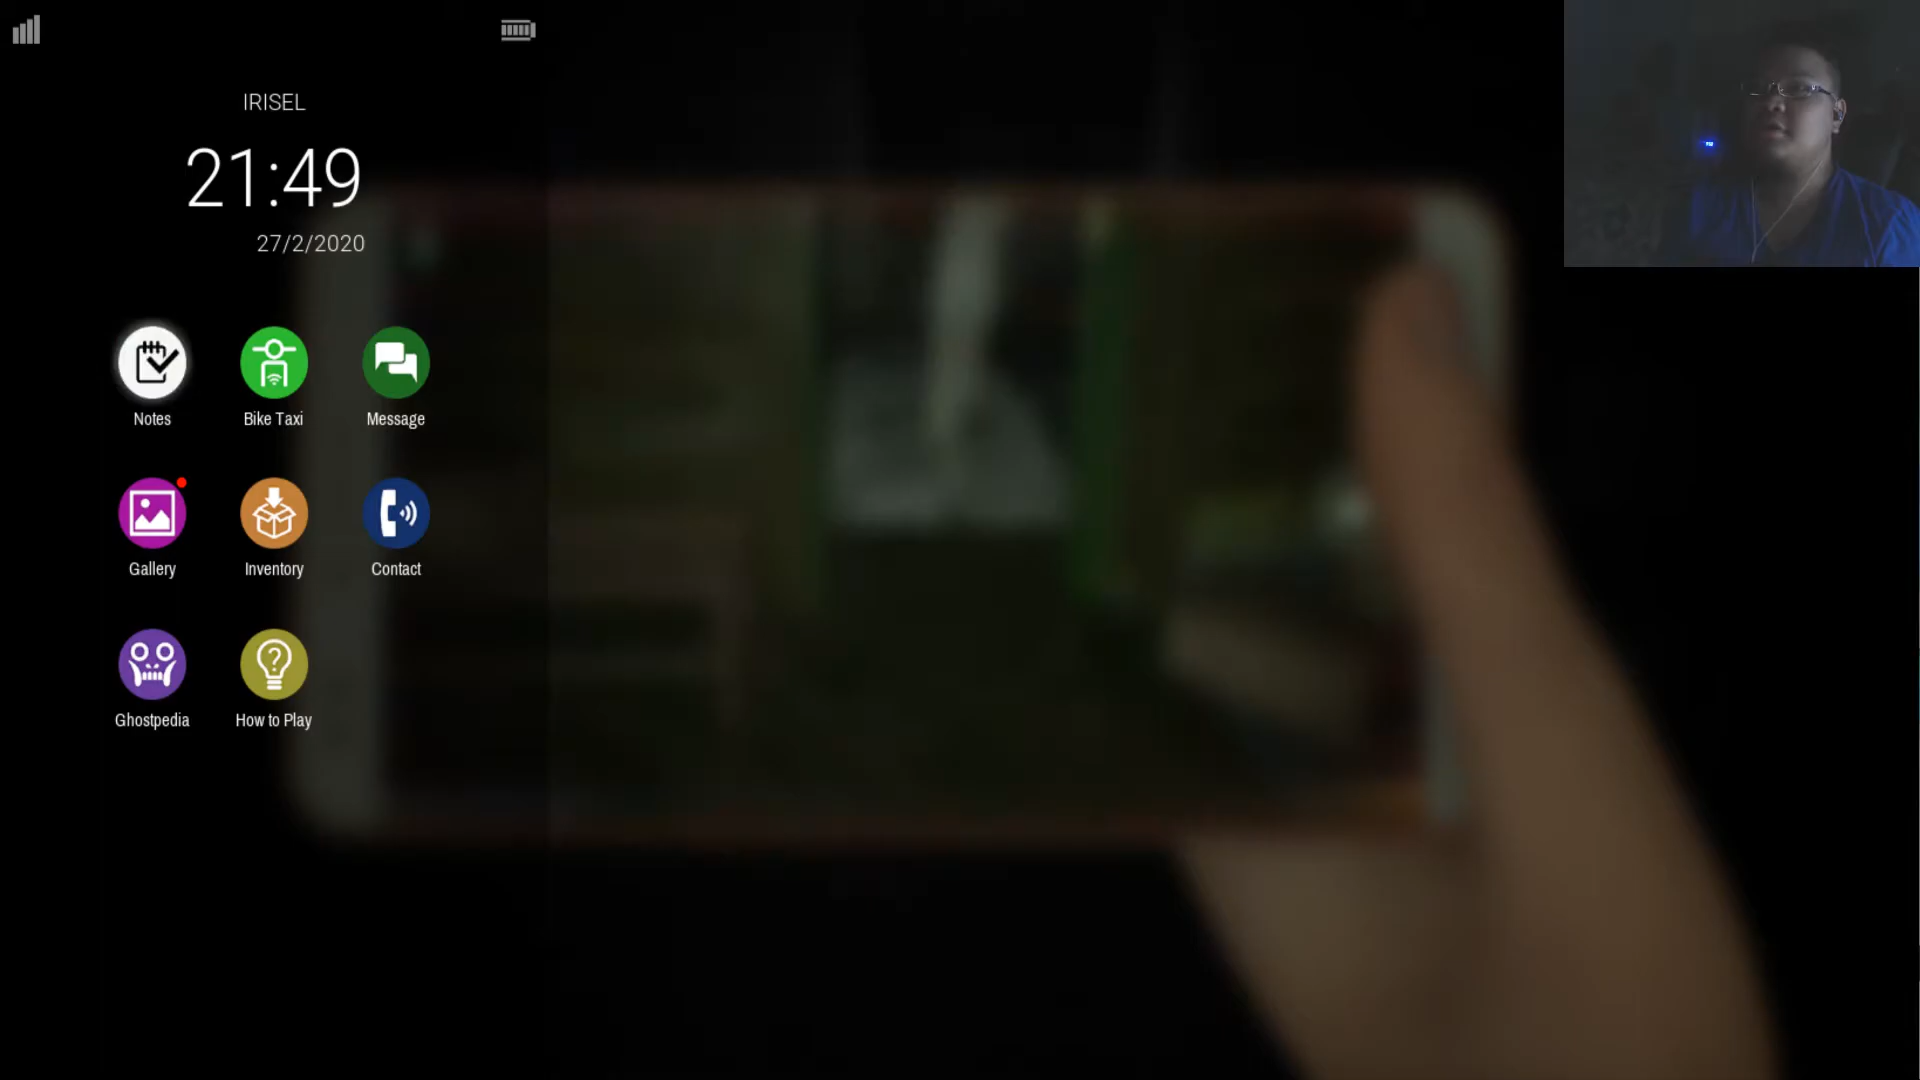 IRISEL
21:49
27/2/2020
Notes
Bike Taxi
Message
Gallery
Inventory
Contact
Ghostpedia
How to Play